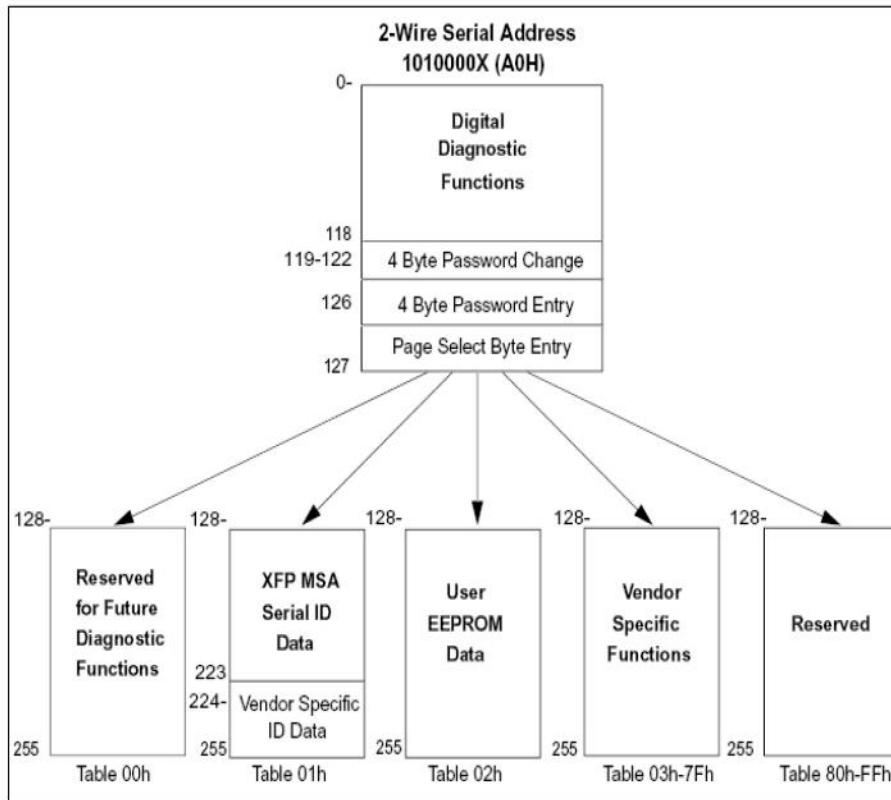 2-Wire Serial Address
1010000X (A0H)
0-
Digital
Diagnostic
Functions
118
119-122
4 Byte Password Change
126
4 Byte Password Entry
Page Select Byte Entry
127
128-
Reserved
for Future
Diagnostic
Functions
255
Table 00h
128-
XFP MSA
Serial ID
Data
223
224-
Vendor Specific
ID Data
255
Table 01h
128-
User
EEPROM
Data
255
Table 02h
128-
Vendor
Specific
Functions
255
Table 03h-7Fh
128-
Reserved
255
Table 80h-FFh